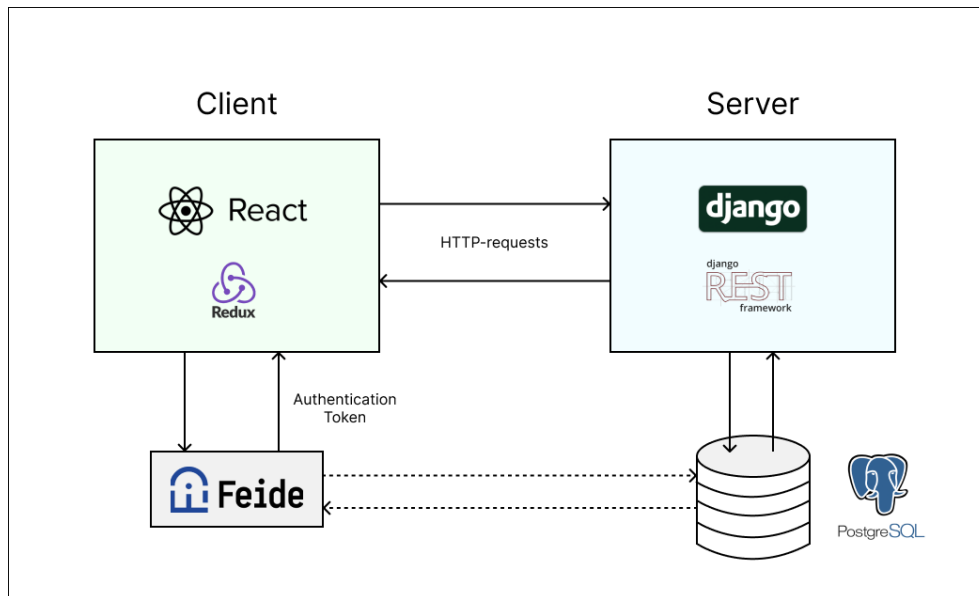 Client
Server
React
Redux
HTTP-requests
django
django
REST
framework
Authentication
Token
Feide
PostgreSQL